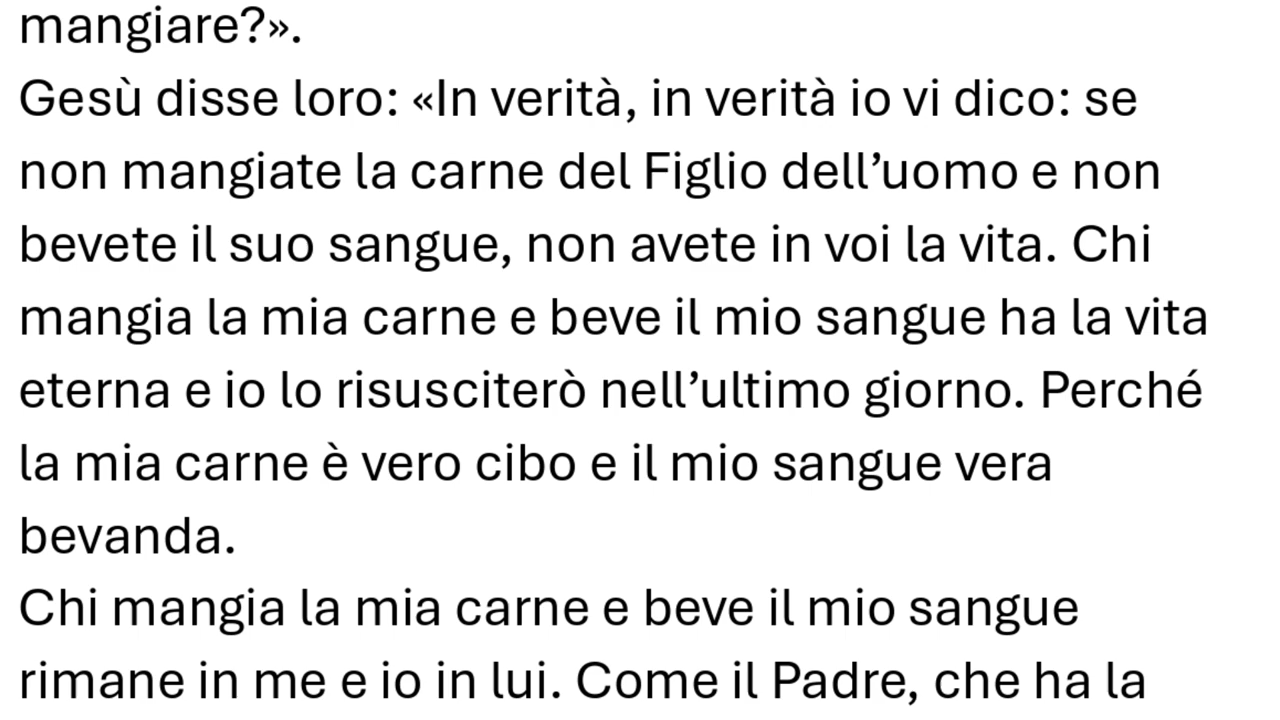 mangiare?».
Gesù disse loro: «In verità, in verità io vi dico: se
non mangiate la carne del Figlio dell’uomo e non
bevete il suo sangue, non avete in voi la vita. Chi
mangia la mia carne e beve il mio sangue ha la vita
eterna e io lo risusciterò nell’ultimo giorno. Perché
la mia carne è vero cibo e il mio sangue vera
bevanda.
Chi mangia la mia carne e beve il mio sangue
rimane in me e io in lui. Come il Padre, che ha la